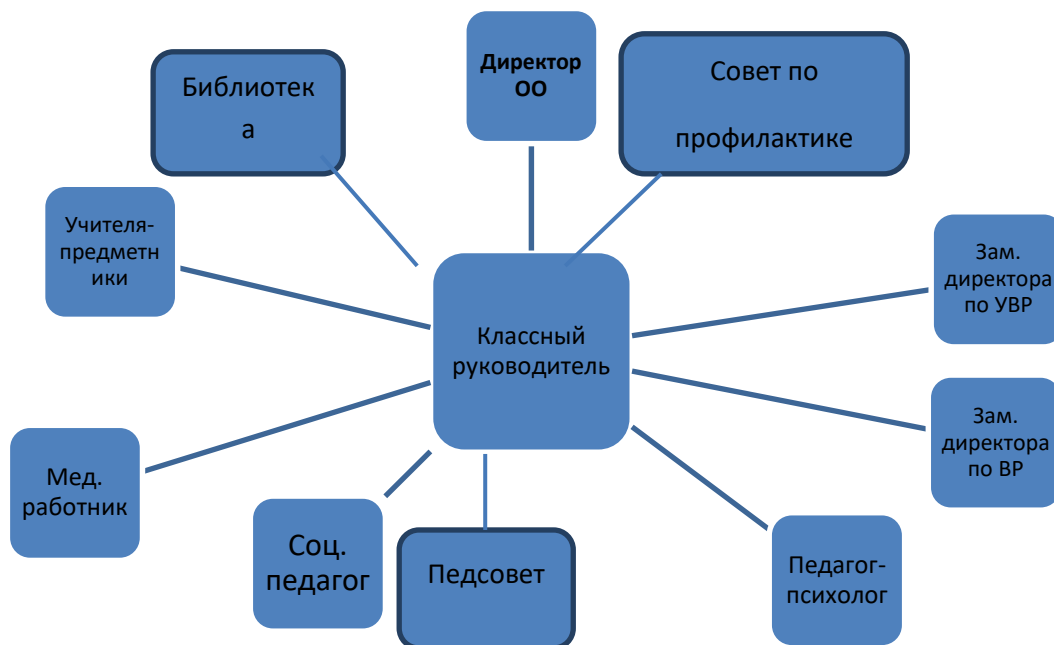 Директор
ОО
Совет по
профилактике
Библиотек
а
Учителя-
предметн
ики
Зам.
директора
по УВР
Классный
руководитель
Зам.
директора
по ВР
Мед.
работник
Соц.
педагог
Педсовет
Педагог-
психолог